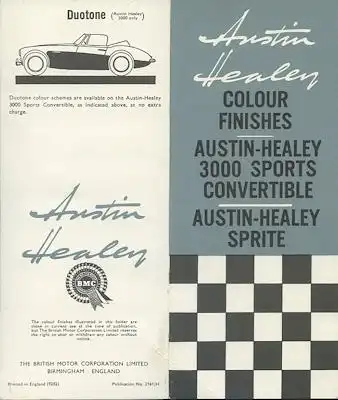 Duotone (Austin Healey 3000 only)
Duotone colour schemes are available on the Austin-Healey
3000 Sports Convertible, as indicated above, at no extra
charge.
Austin
Healey
BMC
The colour finishes illustrated in this folder are
those in current use at the time of publication,
but The British Motor Corporation Limited reserves
the right to alter or withdraw any colour without
notice.
THE BRITISH MOTOR CORPORATION LIMITED
BIRMINGHAM ENGLAND
Printed in England
Publication No.
Austin
Healey
COLOUR
FINISHES
AUSTIN-HEALEY
3000 SPORTS
CONVERTIBLE
AUSTIN-HEALEY
SPRITE